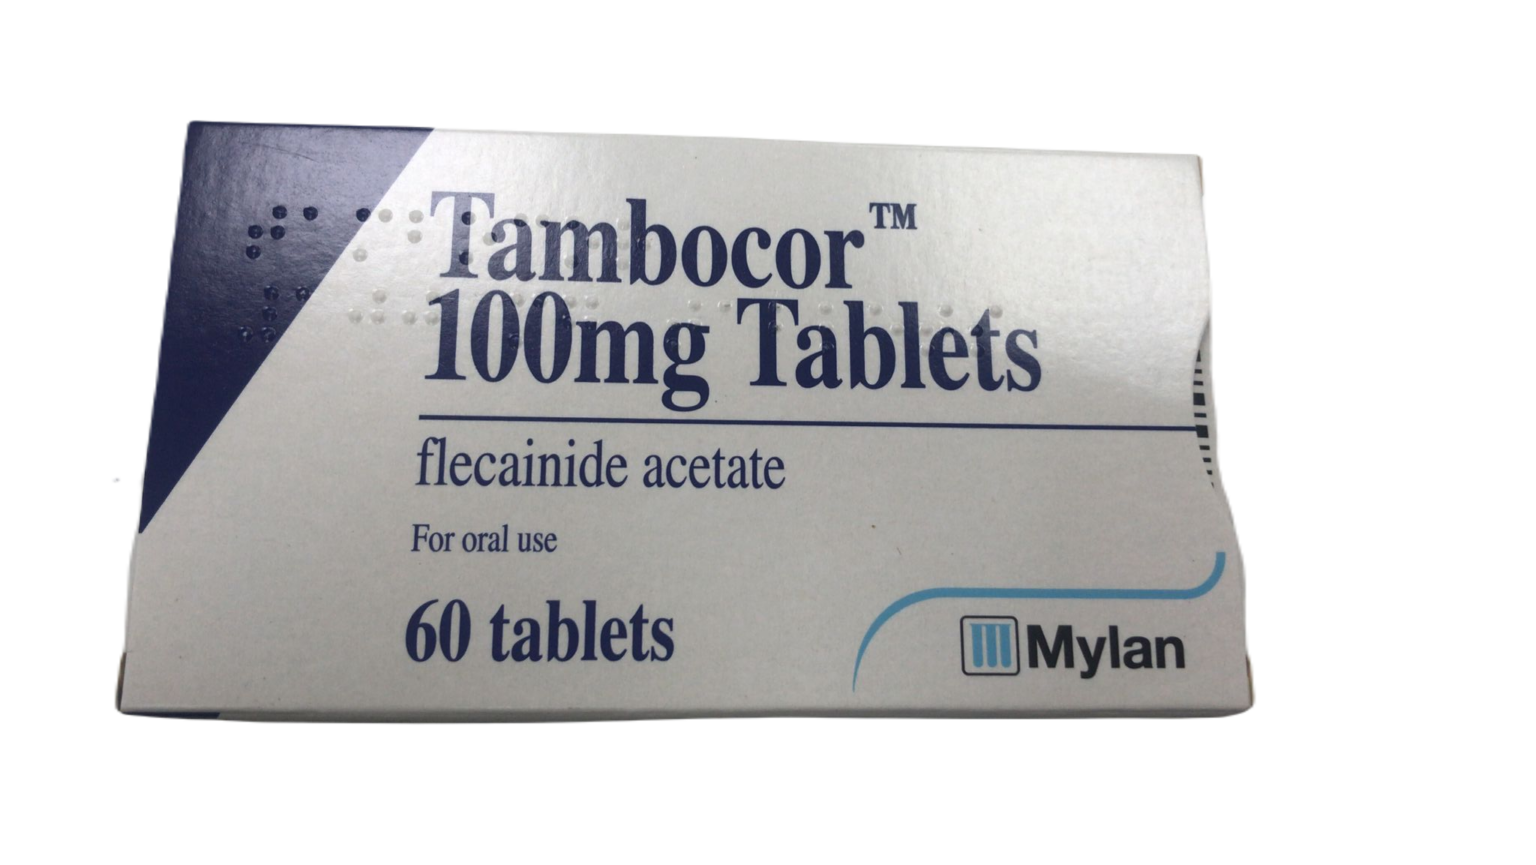 Tambocor™
100mg Tablets
flecainide acetate
For oral use
60 tablets
Mylan